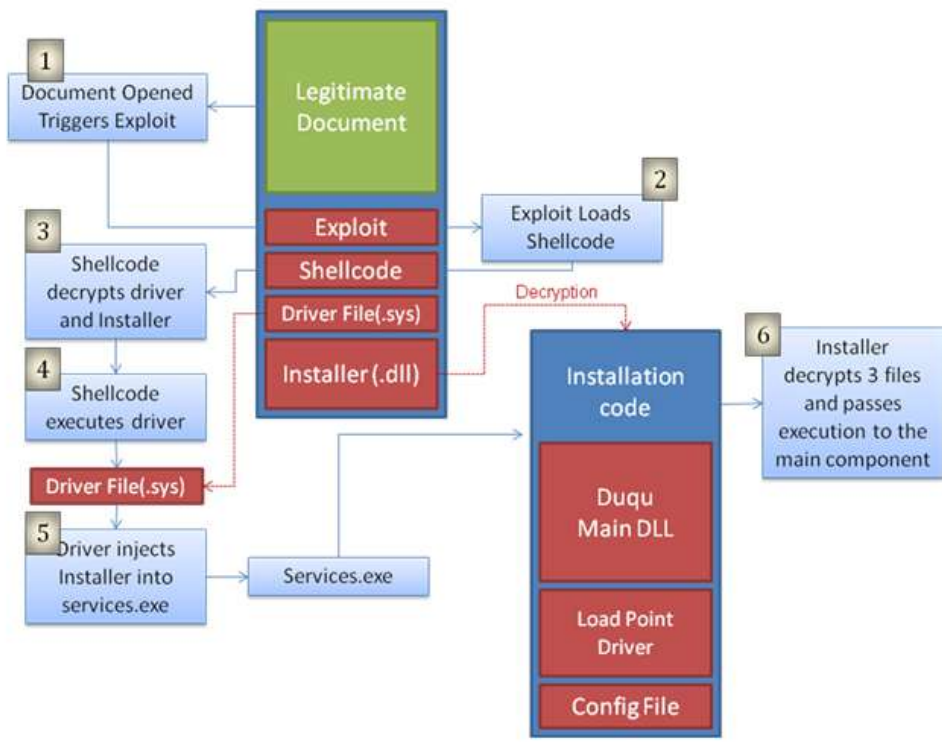 1
Document Opened
Triggers Exploit
Legitimate
Document
Exploit
Shellcode
Driver File(.sys)
Installer (.dll)
2
Exploit Loads
Shellcode
3
Shellcode
decrypts driver
and Installer
4
Shellcode
executes driver
Driver File(.sys)
5
Driver injects
Installer into
services.exe
Services.exe
Decryption
Installation
code
Duqu
Main DLL
Load Point
Driver
Config File
6
Installer
decrypts 3 files
and passes
execution to the
main component